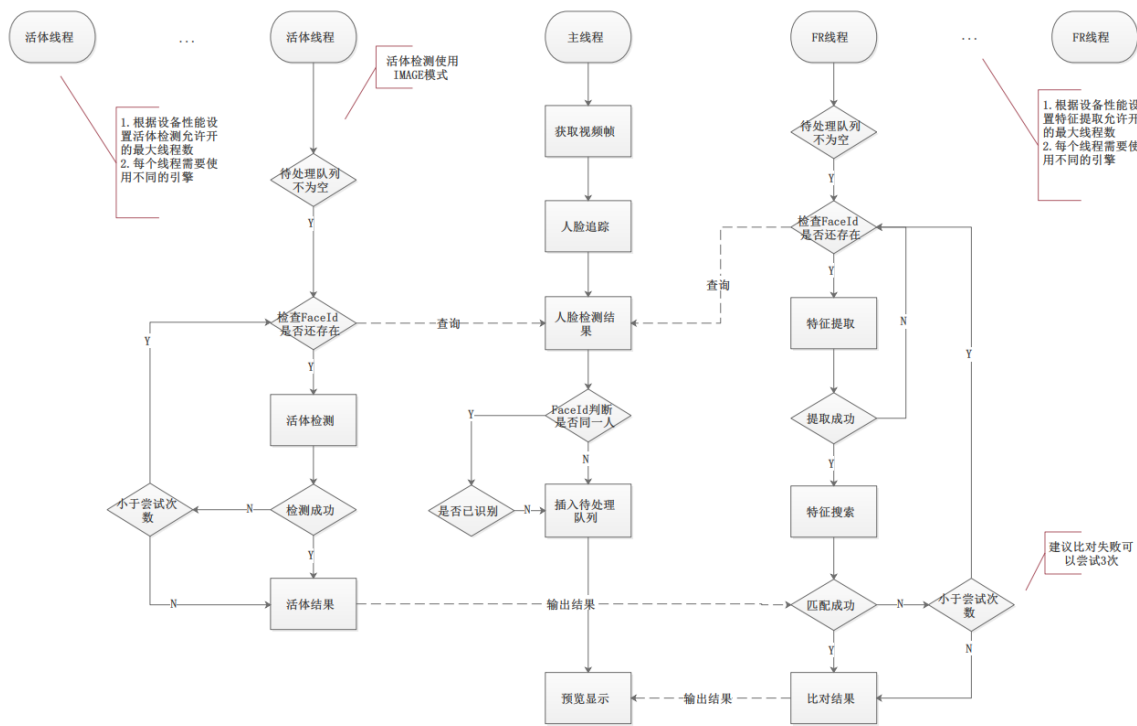 活体线程
...
活体线程
主线程
FR线程
...
FR线程
活体检测使用
IMAGE模式
1.根据设备性能设
置活体检测允许开
的最大线程数
2.每个线程需要使
用不同的引擎
1.根据设备性能设
置特征提取允许开
的最大线程数
2.每个线程需要使
用不同的引擎
获取视频帧
待处理队列
不为空
待处理队列
不为空
Y
Y
人脸追踪
检查FaceId
是否还存在
Y
查询
检查FaceId
是否还存在
查询
人脸检测结
果
特征提取
N
Y
Y
Y
活体检测
FaceId判断
是否同一人
提取成功
Y
N
Y
小于尝试次
数
N
检测成功
是否已识别
N
插入待处理
队列
特征搜索
Y
建议比对失败可
以尝试3次
N
活体结果
输出结果
匹配成功
N
小于尝试次
数
Y
N
预览显示
输出结果
比对结果